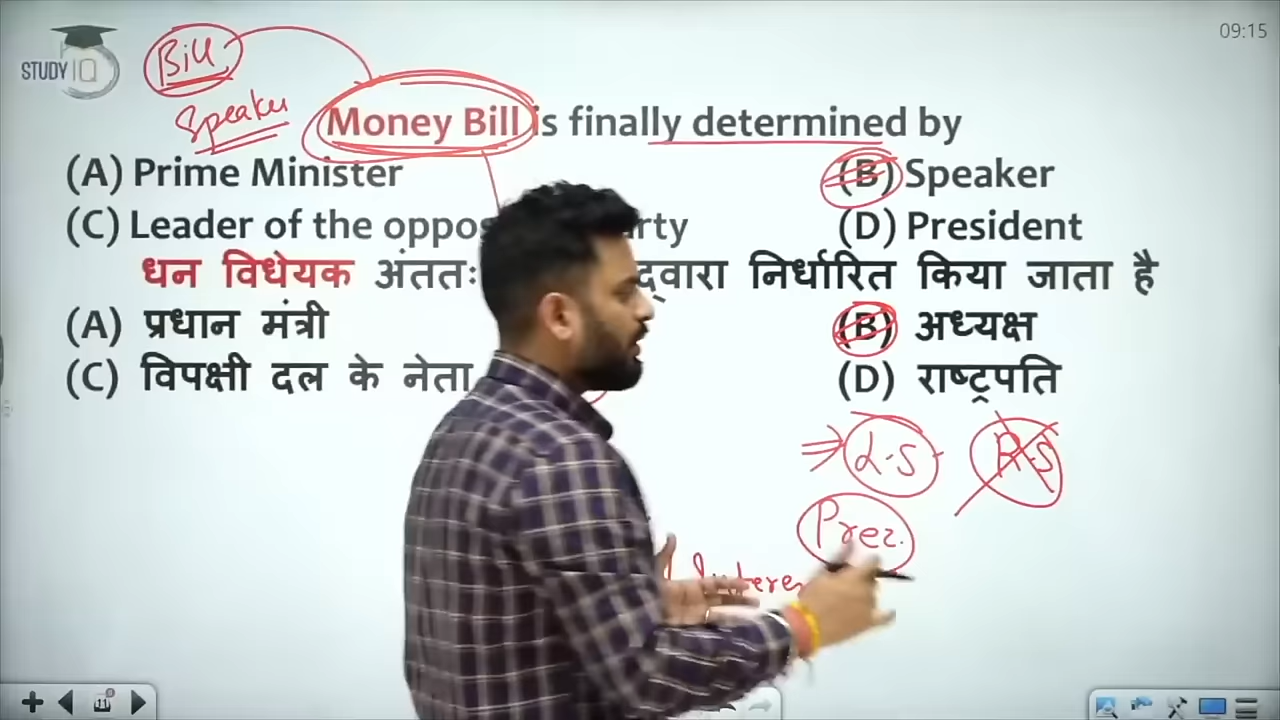 09:15
STUDY IQ
Bill
Speaker
Money Bill is finally determined by
(A) Prime Minister (B) Speaker
(C) Leader of the oppos rty (D) President
धन विधेयक अंततः द्वारा निर्धारित किया जाता है
(A) प्रधान मंत्री (B) अध्यक्ष
(C) विपक्षी दल के नेता (D) राष्ट्रपति
L.S R.S
Prez.
11